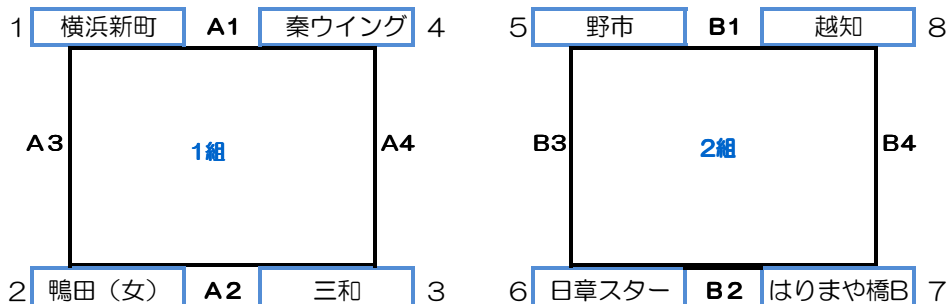 1 横浜新町 A1 秦ウイング 4 5 野市 B1 越知 8
A3 1組 A4 B3 2組 B4
2 鴨田（女） A2 三和 3 6 日章スター B2 はりまや橋B 7